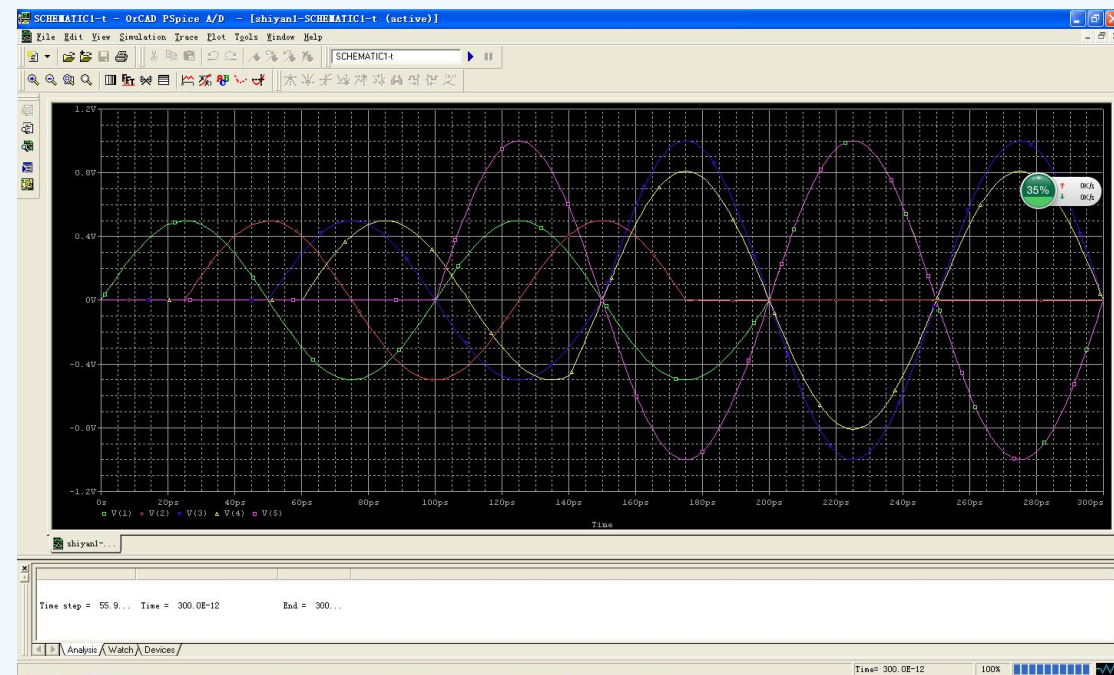 SCHEMATIC1-t - OrCAD PSpice A/D - [shiyan1-SCHEMATIC1-t (active)]
File Edit View Simulation Trace Plot Tools Window Help
SCHEMATIC1-t
1.2V
0.8V
35%
0K/s
0K/s
0.4V
0V
-0.4V
-0.8V
-1.2V
0s 20ps 40ps 60ps 80ps 100ps 120ps 140ps 160ps 180ps 200ps 220ps 240ps 260ps 280ps 300ps
V(1) V(2) V(3) V(4) V(5)
Time
shiyan1-...
Time step = 55.9... Time = 300.0E-12 End = 300...
Analysis Watch Devices
Time= 300.0E-12 100%